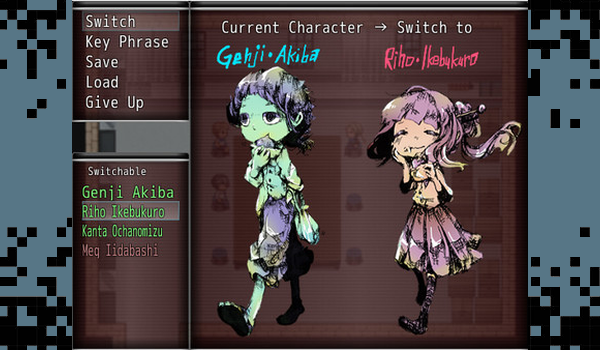 Switch
Key Phrase
Save
Load
Give Up
Switchable
Genji Akiba
Riho Ikebukuro
Kanta Ochanomizu
Meg Iidabashi
Current Character → Switch to
Genji・Akiba
Riho・Ikebukuro